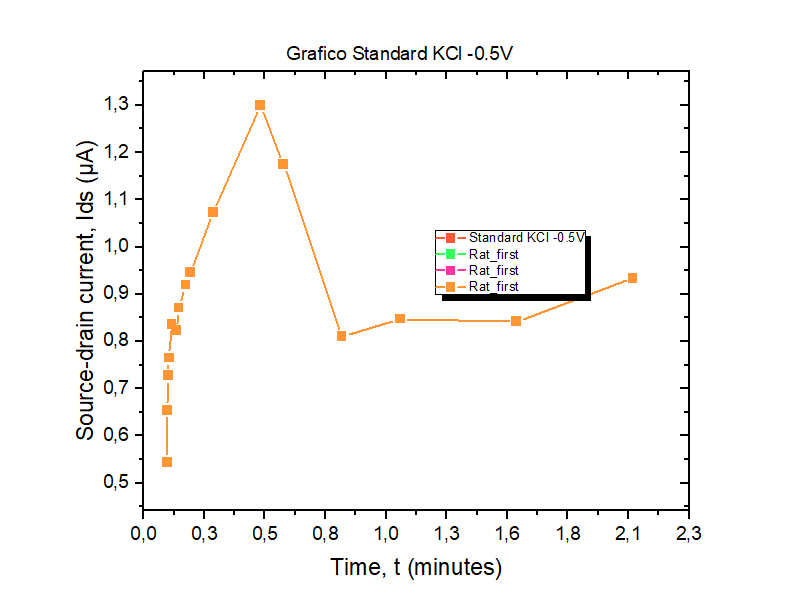 Grafico Standard KCl -0.5V
1,3
1,2
1,1
1,0
0,9
0,8
0,7
0,6
0,5
Source-drain current, Ids (µA)
Standard KCl -0.5V
Rat_first
Rat_first
Rat_first
0,0 0,3 0,5 0,8 1,0 1,3 1,6 1,8 2,1 2,3
Time, t (minutes)